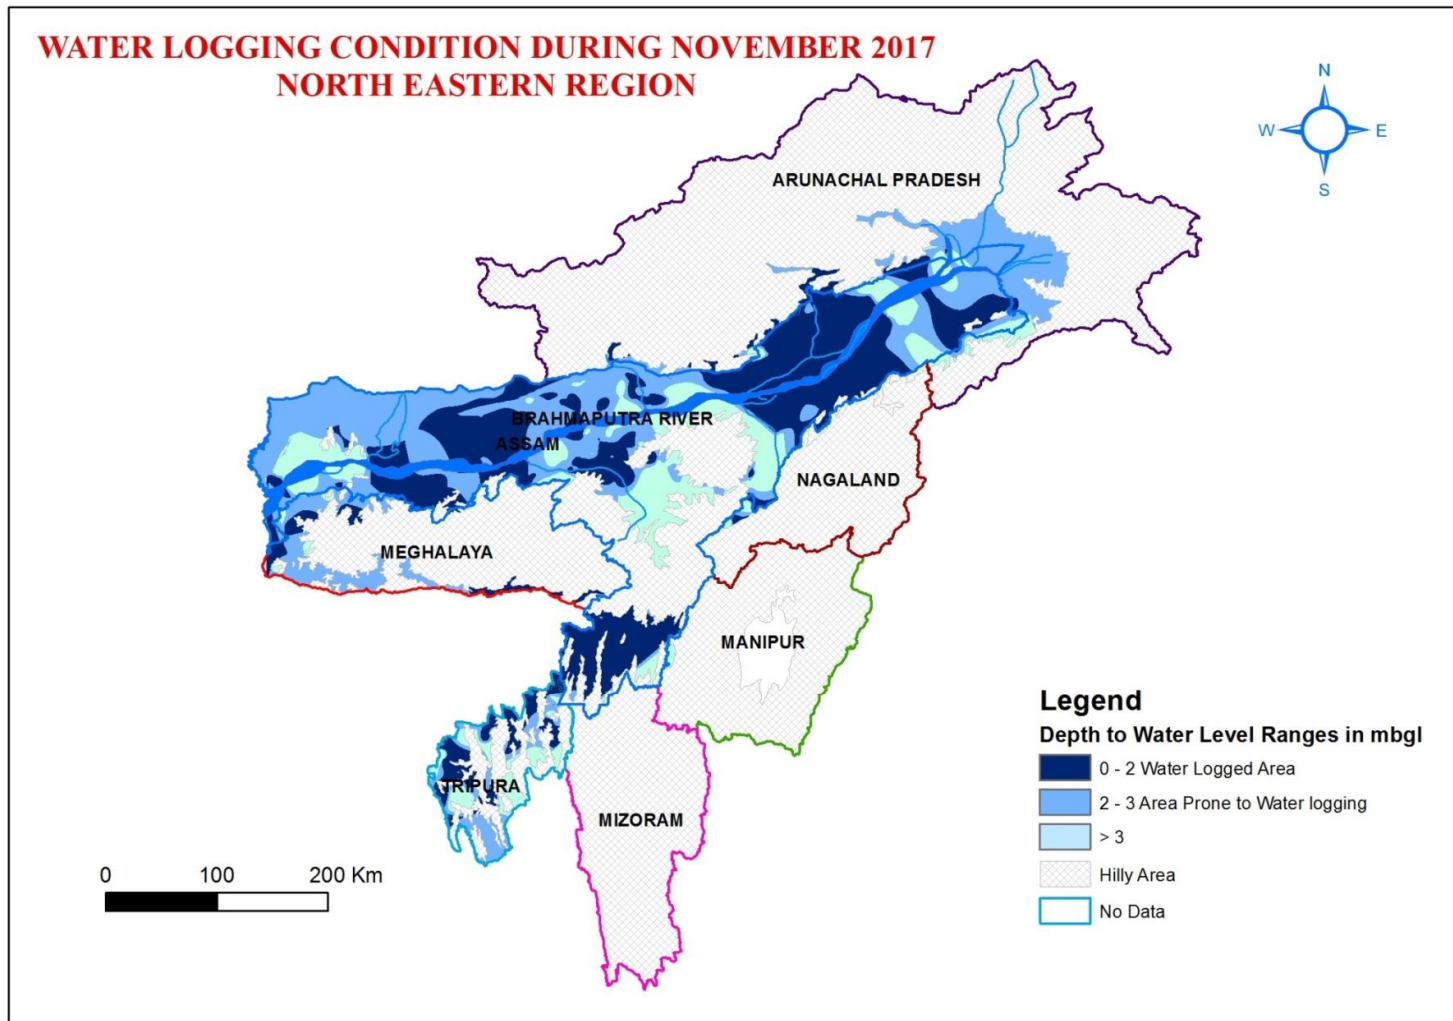 WATER LOGGING CONDITION DURING NOVEMBER 2017
NORTH EASTERN REGION
N
W
E
S
ARUNACHAL PRADESH
BRAHMAPUTRA RIVER
ASSAM
NAGALAND
MEGHALAYA
MANIPUR
TRIPURA
MIZORAM
Legend
Depth to Water Level Ranges in mbgl
0 - 2 Water Logged Area
2 - 3 Area Prone to Water logging
> 3
Hilly Area
No Data
0 100 200 Km